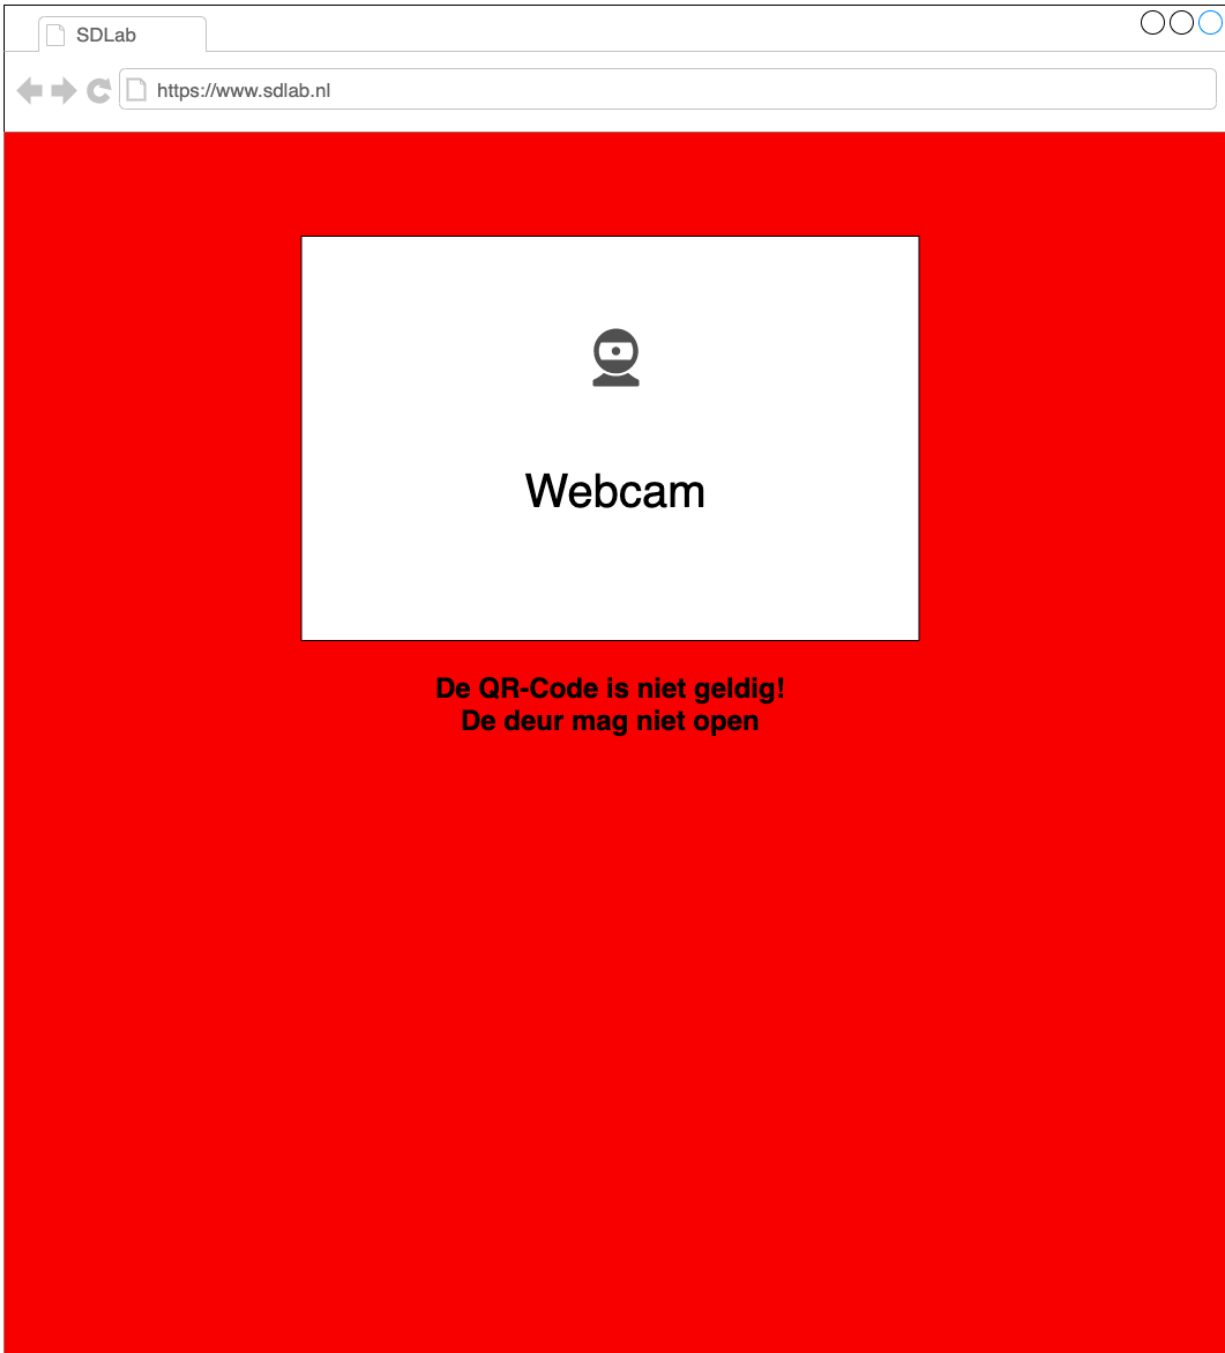 SDLab
https://www.sdlab.nl
Webcam
De QR-Code is niet geldig!
De deur mag niet open